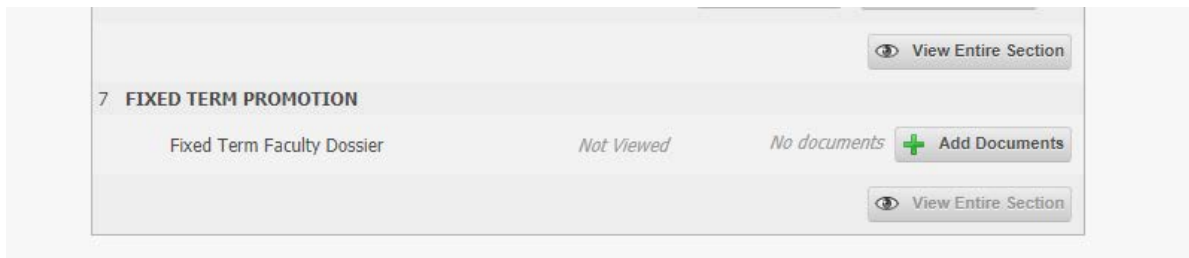 View Entire Section
7 FIXED TERM PROMOTION
Fixed Term Faculty Dossier Not Viewed No documents Add Documents
View Entire Section